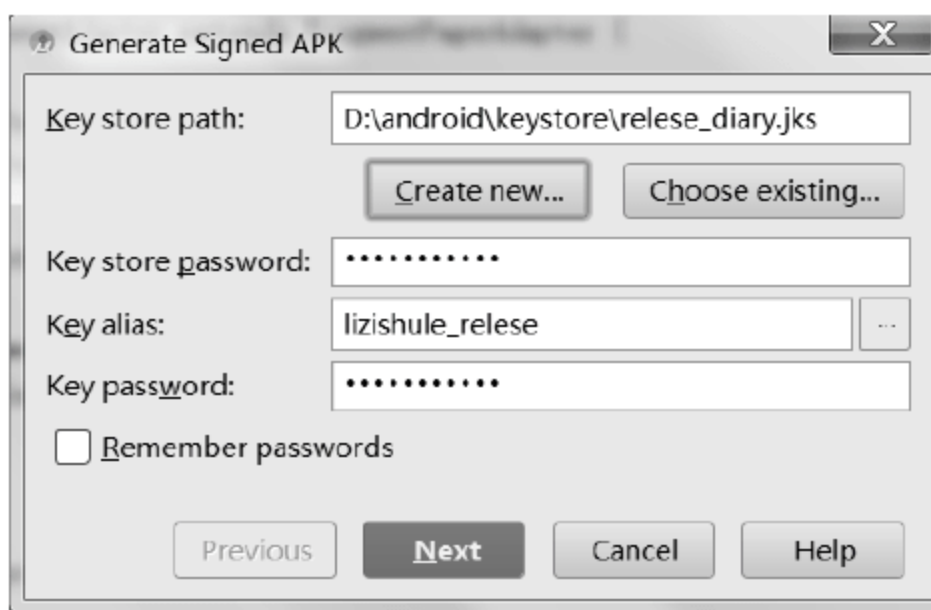 Generate Signed APK
Key store path: D:\android\keystore\relese_diary.jks
Create new... Choose existing...
Key store password: •••••••••••
Key alias: lizishule_relese ...
Key password: •••••••••••
Remember passwords
Previous Next Cancel Help